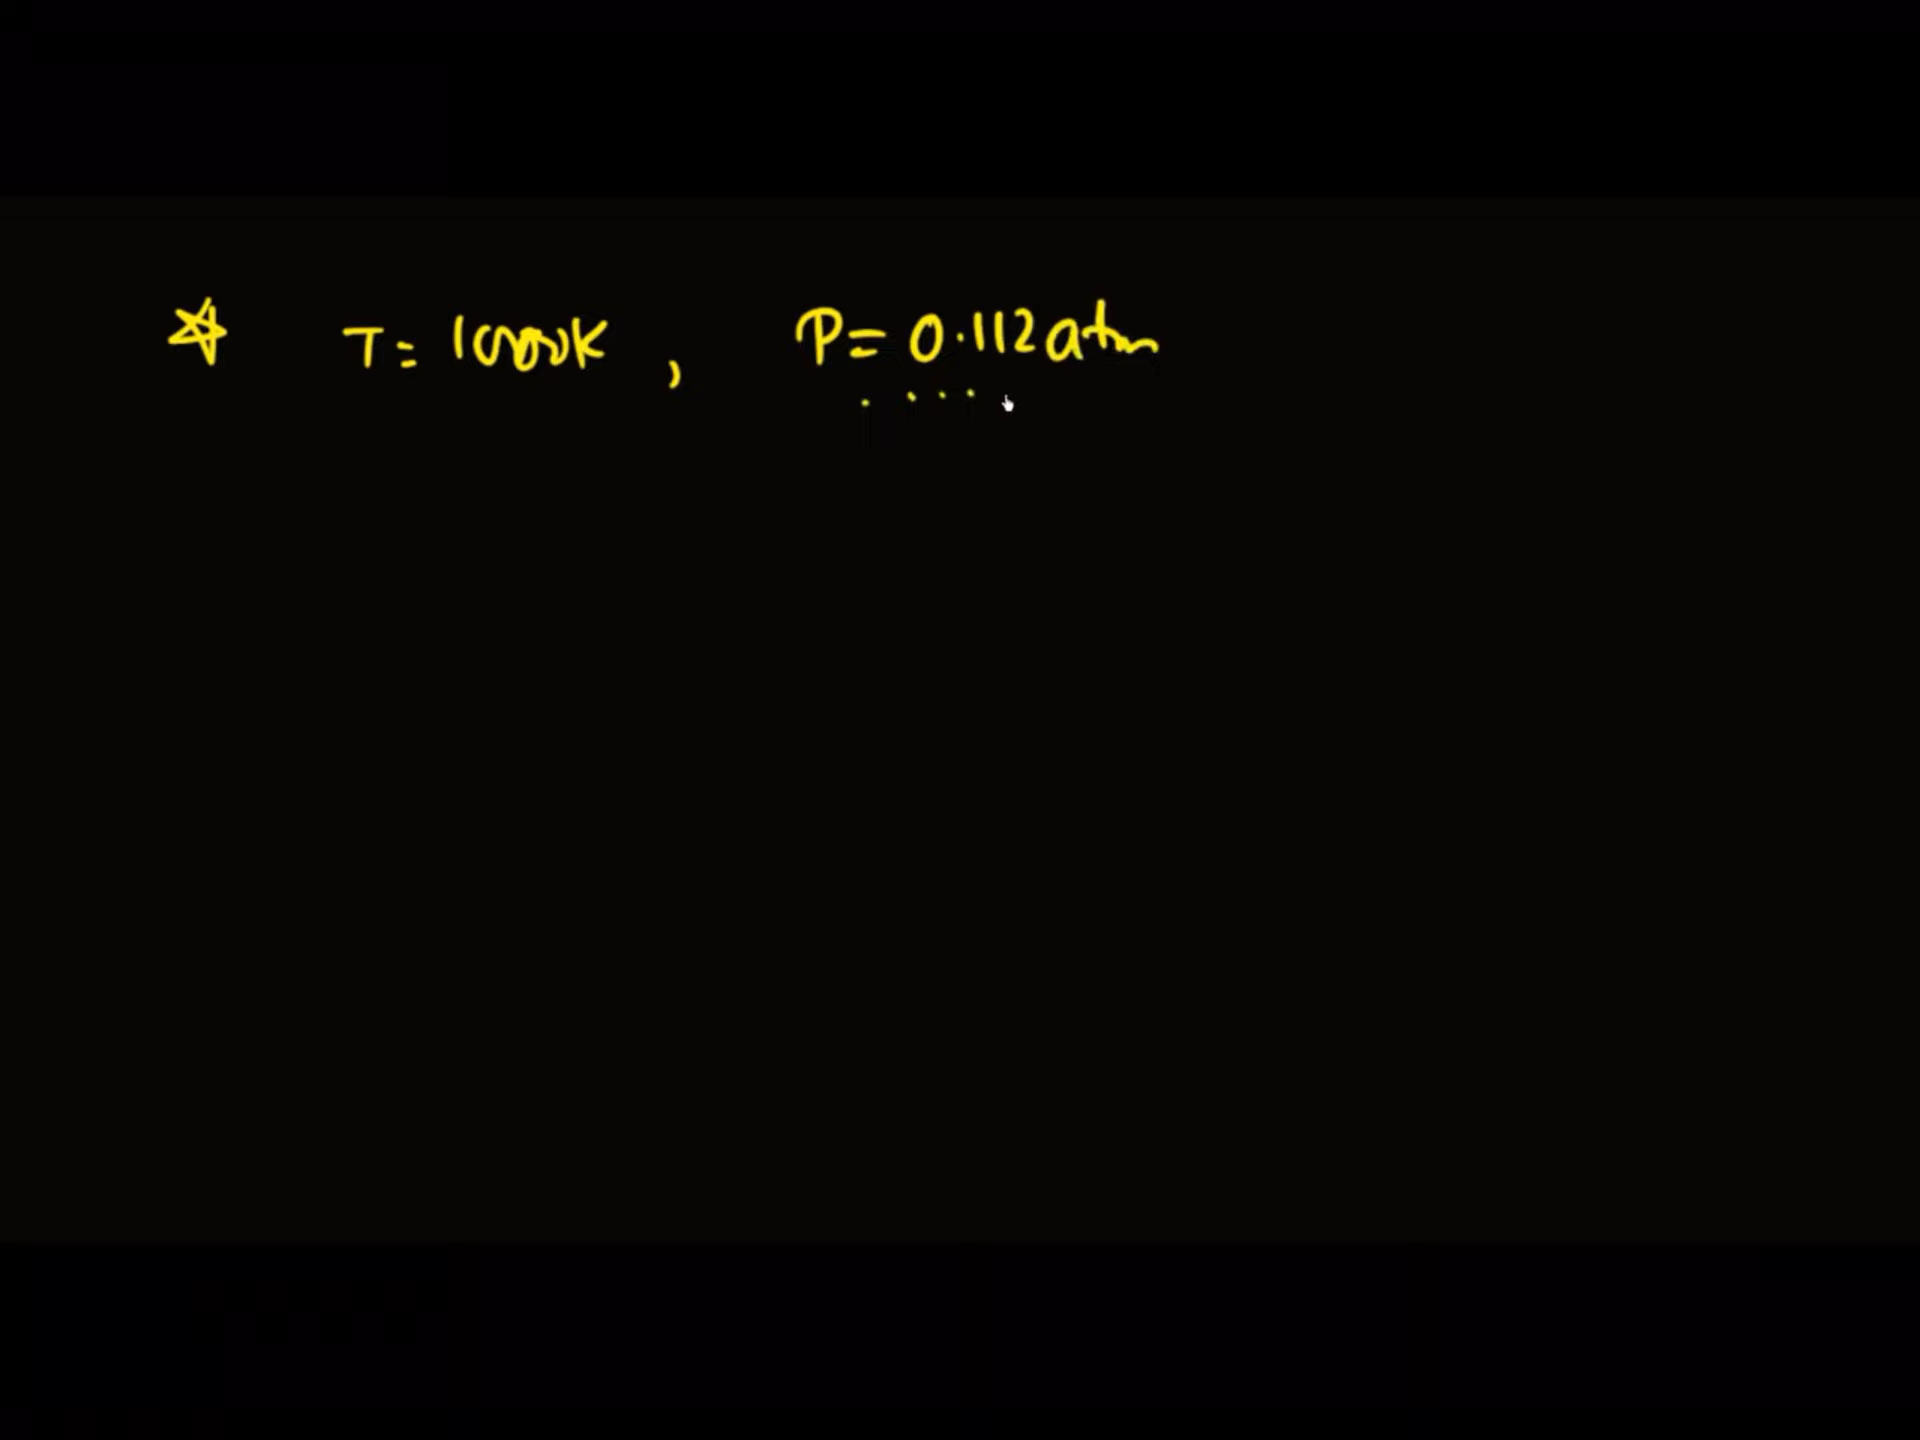 ☆ T = 1000K , P = 0.112 atm